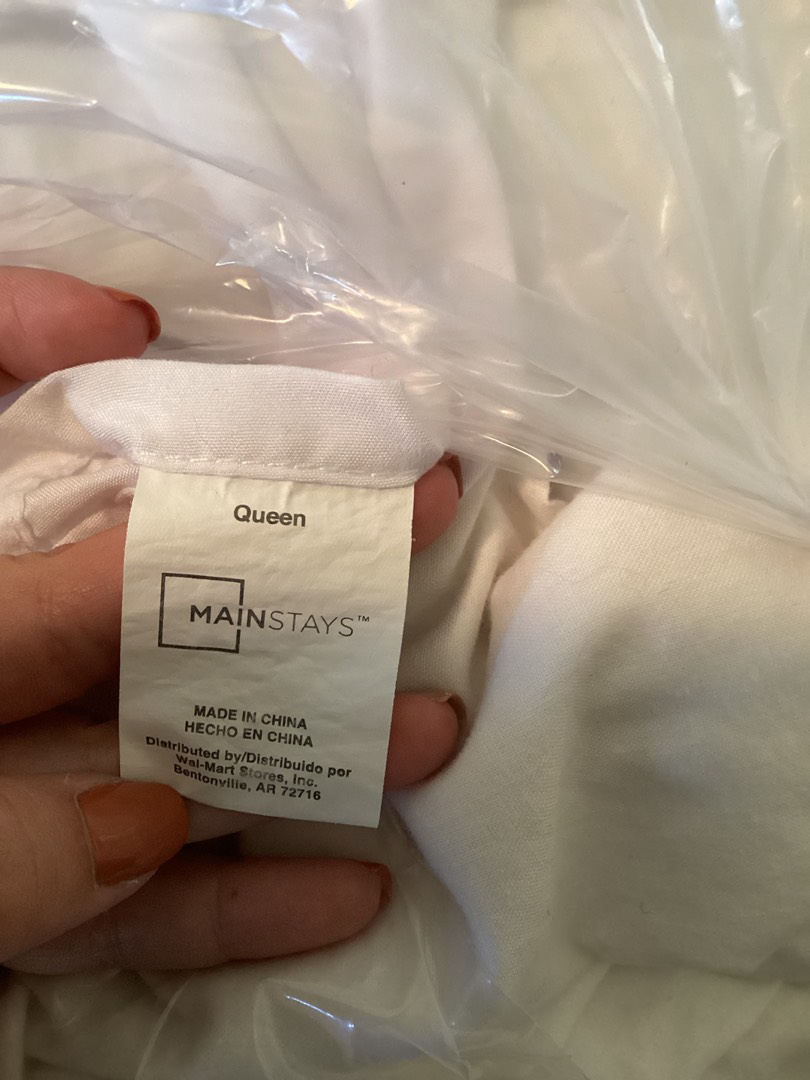 Queen
MAINSTAYS™
MADE IN CHINA
HECHO EN CHINA
Distributed by/Distribuido por
Wal-Mart Stores, Inc.
Bentonville, AR 72716